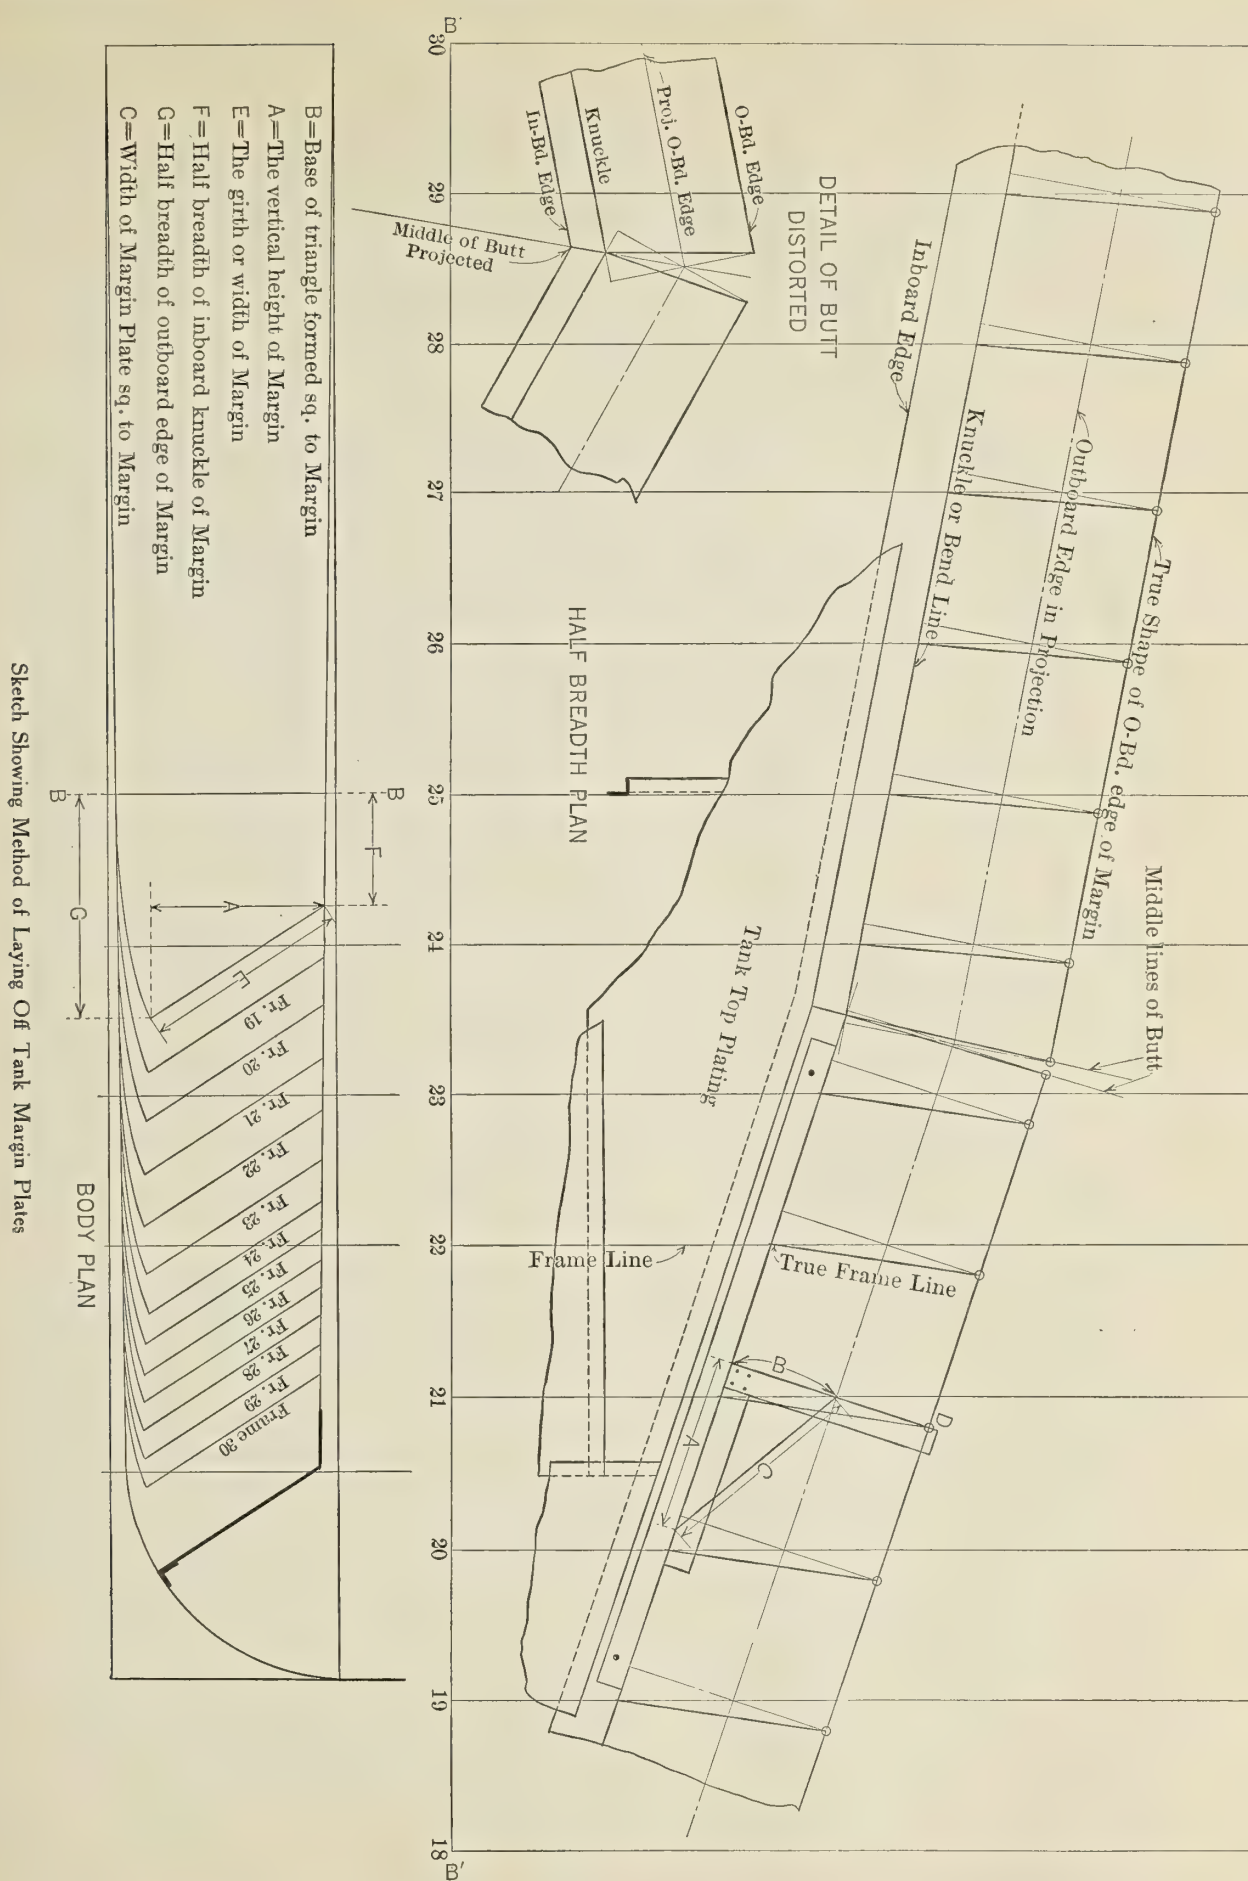 B'
30
29
28
27
26
25
24
23
22
21
20
19
18
B'
O-Bd. Edge
Proj. O-Bd. Edge
Knuckle
In-Bd. Edge
Middle of Butt
Projected
DETAIL OF BUTT
DISTORTED
Inboard Edge
Knuckle or Bend Line
Outboard Edge in Projection
True Shape of O-Bd. edge of Margin
Middle lines of Butt
HALF BREADTH PLAN
Tank Top Plating
Frame Line
True Frame Line
B
A
C
D
B=Base of triangle formed sq. to Margin
A=The vertical height of Margin
E=The girth or width of Margin
F=Half breadth of inboard knuckle of Margin
G=Half breadth of outboard edge of Margin
C=Width of Margin Plate sq. to Margin
B
B
F
A
G
E
Fr. 19
Fr. 20
Fr. 21
Fr. 22
Fr. 23
Fr. 24
Fr. 25
Fr. 26
Fr. 27
Fr. 28
Fr. 29
Frame 30
BODY PLAN
Sketch Showing Method of Laying Off Tank Margin Plates